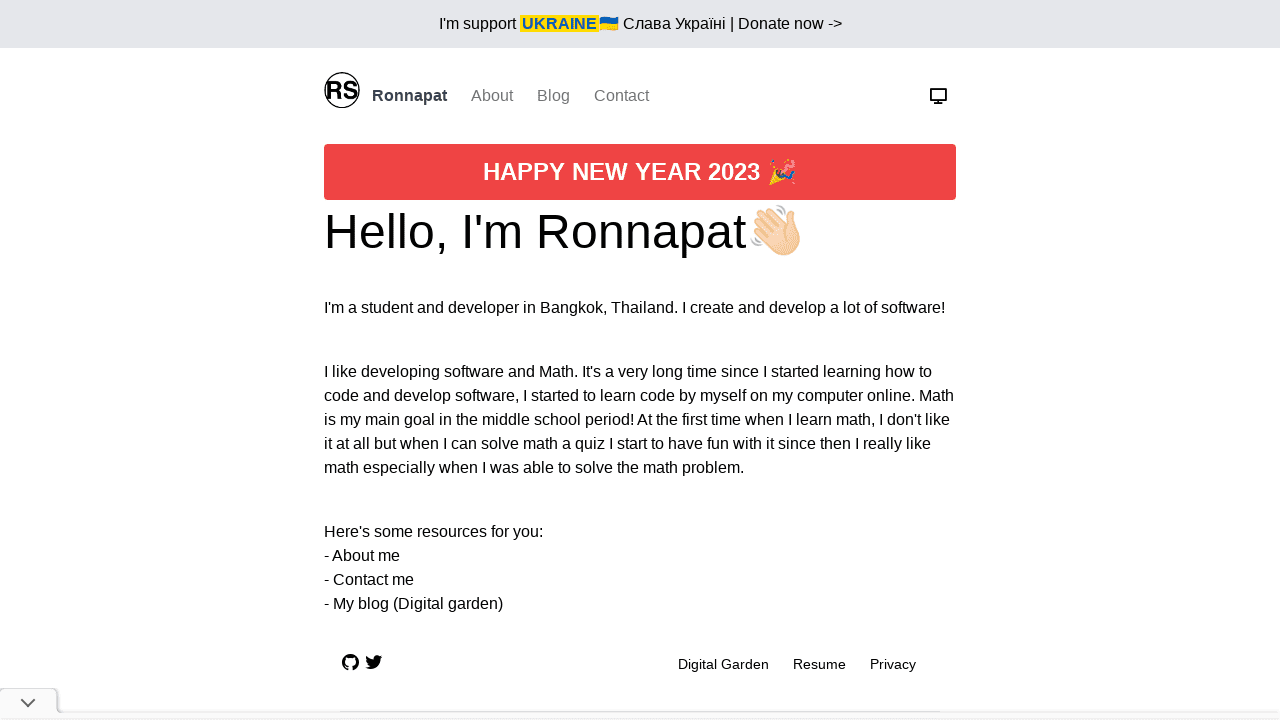 I'm support UKRAINE🇺🇦 Слава Україні | Donate now ->
RS Ronnapat About Blog Contact
HAPPY NEW YEAR 2023 🎉
Hello, I'm Ronnapat👋🏻
I'm a student and developer in Bangkok, Thailand. I create and develop a lot of software!
I like developing software and Math. It's a very long time since I started learning how to
code and develop software, I started to learn code by myself on my computer online. Math
is my main goal in the middle school period! At the first time when I learn math, I don't like
it at all but when I can solve math a quiz I start to have fun with it since then I really like
math especially when I was able to solve the math problem.
Here's some resources for you:
- About me
- Contact me
- My blog (Digital garden)
Digital Garden Resume Privacy